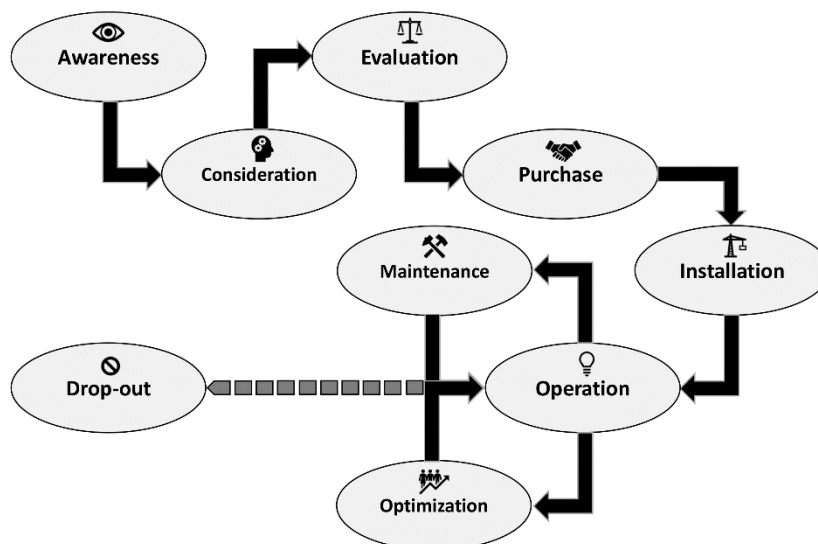 Awareness
Consideration
Evaluation
Purchase
Installation
Maintenance
Drop-out
Operation
Optimization